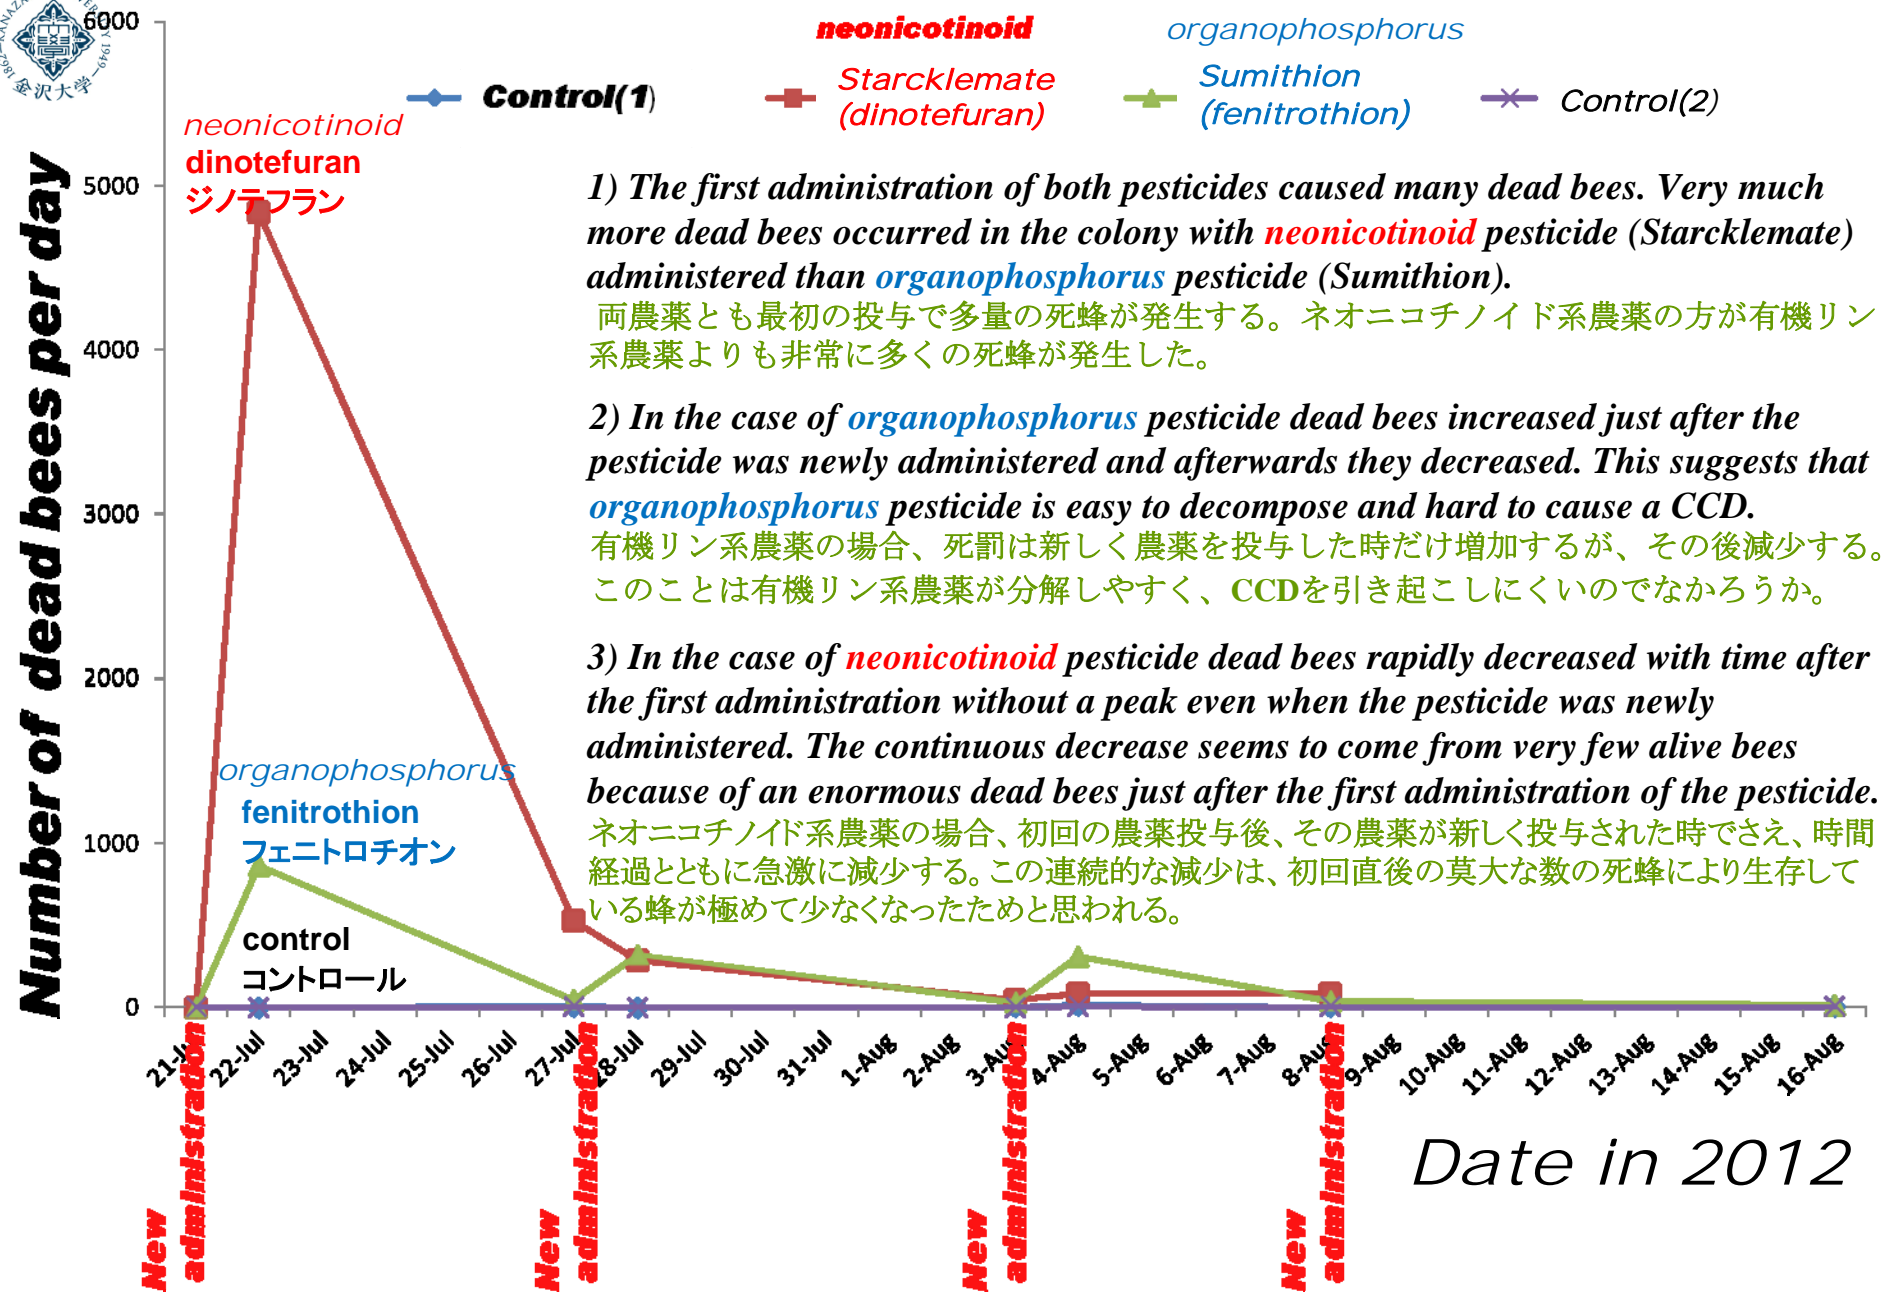 金沢大学
neonicotinoid
organophosphorus
Control(1)
Starcklemate
(dinotefuran)
Sumithion
(fenitrothion)
Control(2)
Number of dead bees per day
6000
5000
4000
3000
2000
1000
0
neonicotinoid
dinotefuran
ジノテフラン
1) The first administration of both pesticides caused many dead bees. Very much
more dead bees occurred in the colony with neonicotinoid pesticide (Starcklemate)
administered than organophosphorus pesticide (Sumithion).
両農薬とも最初の投与で多量の死蜂が発生する。ネオニコチノイド系農薬の方が有機リン
系農薬よりも非常に多くの死蜂が発生した。
2) In the case of organophosphorus pesticide dead bees increased just after the
pesticide was newly administered and afterwards they decreased. This suggests that
organophosphorus pesticide is easy to decompose and hard to cause a CCD.
有機リン系農薬の場合、死罰は新しく農薬を投与した時だけ増加するが、その後減少する。
このことは有機リン系農薬が分解しやすく、CCDを引き起こしにくいのでなかろうか。
3) In the case of neonicotinoid pesticide dead bees rapidly decreased with time after
the first administration without a peak even when the pesticide was newly
administered. The continuous decrease seems to come from very few alive bees
because of an enormous dead bees just after the first administration of the pesticide.
ネオニコチノイド系農薬の場合、初回の農薬投与後、その農薬が新しく投与された時でさえ、時間
経過とともに急激に減少する。この連続的な減少は、初回直後の莫大な数の死蜂により生存して
いる蜂が極めて少なくなったためと思われる。
organophosphorus
fenitrothion
フェニトロチオン
control
コントロール
21-Jul
22-Jul
23-Jul
24-Jul
25-Jul
26-Jul
27-Jul
28-Jul
29-Jul
30-Jul
31-Jul
1-Aug
2-Aug
3-Aug
4-Aug
5-Aug
6-Aug
7-Aug
8-Aug
9-Aug
10-Aug
11-Aug
12-Aug
13-Aug
14-Aug
15-Aug
16-Aug
New
administration
New
administration
New
administration
New
administration
Date in 2012